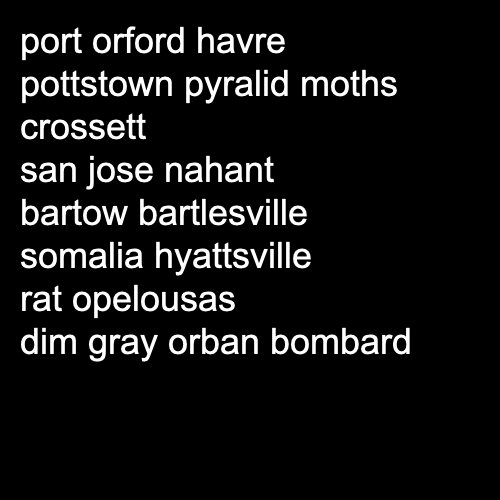 port orford havre
pottstown pyralid moths
crossett
san jose nahant
bartow bartlesville
somalia hyattsville
rat opelousas
dim gray orban bombard